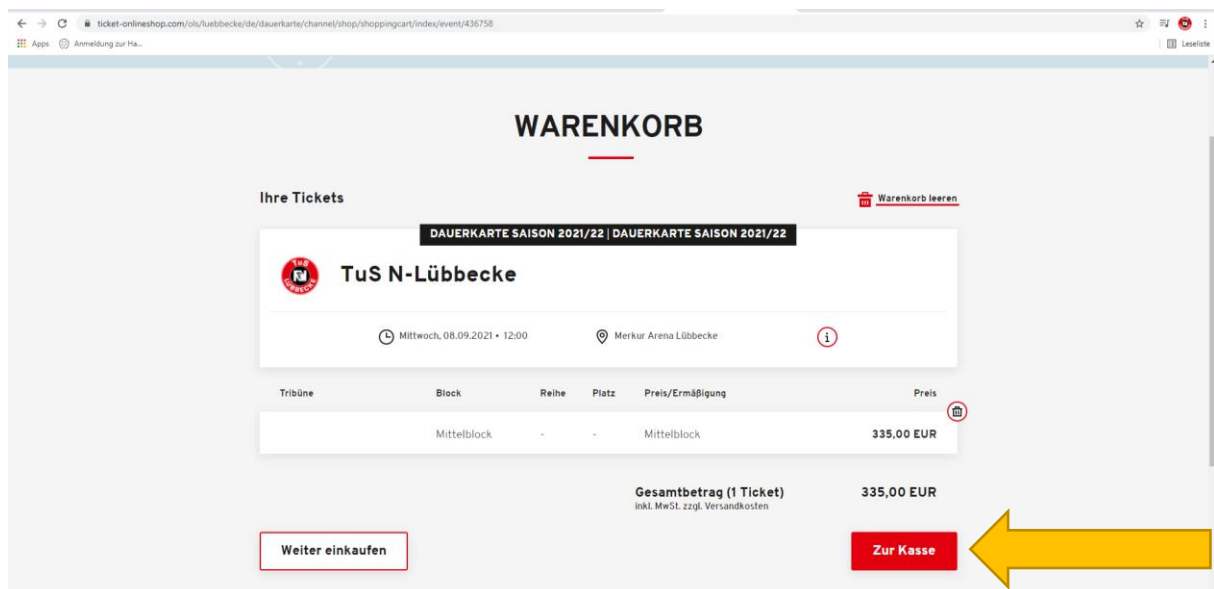 ticket-onlineshop.com/ols/luebbecke/de/dauerkarte/channel/shop/shoppingcart/index/event/436758
Apps Anmeldung zur Ha... Leseliste
WARENKORB
Ihre Tickets Warenkorb leeren
DAUERKARTE SAISON 2021/22 | DAUERKARTE SAISON 2021/22
TuS N-Lübbecke
TuS
LÜBBECKE
Mittwoch, 08.09.2021 • 12:00 Merkur Arena Lübbecke i
Tribüne Block Reihe Platz Preis/Ermäßigung Preis
Mittelblock - - Mittelblock 335,00 EUR
Gesamtbetrag (1 Ticket) 335,00 EUR
inkl. MwSt. zzgl. Versandkosten
Weiter einkaufen Zur Kasse